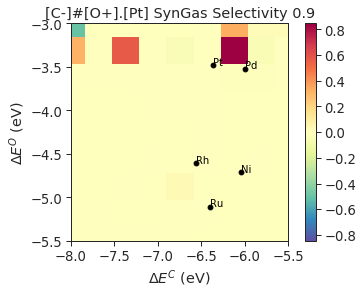 [C-]#[O+].[Pt] SynGas Selectivity 0.9
−3.0
−3.5
−4.0
−4.5
−5.0
−5.5
ΔE^O (eV)
Pt
Pd
Rh
Ni
Ru
−8.0 −7.5 −7.0 −6.5 −6.0 −5.5
ΔE^C (eV)
0.8
0.6
0.4
0.2
0.0
−0.2
−0.4
−0.6
−0.8